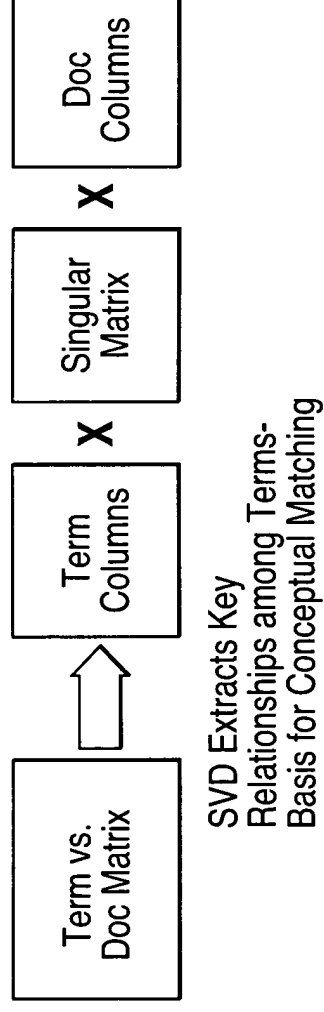 Term vs.
Doc Matrix
Term
Columns
X
Singular
Matrix
X
Doc
Columns
SVD Extracts Key
Relationships among Terms-
Basis for Conceptual Matching